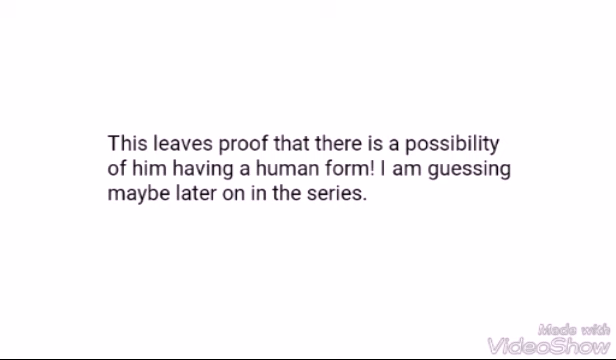 This leaves proof that there is a possibility
of him having a human form! I am guessing
maybe later on in the series.
Made with
VideoShow